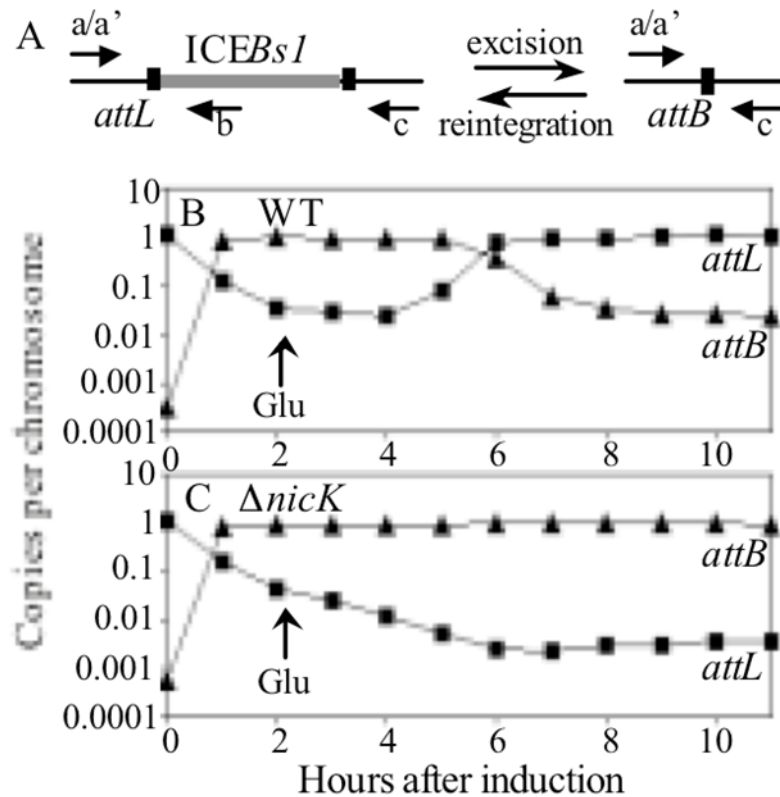 A
a/a’
ICEBs1
attL
b
c
excision
reintegration
a/a’
attB
c
Copies per chromosome
10
1
0.1
0.01
0.001
0.0001
B
WT
Glu
attL
attB
0 2 4 6 8 10
10
1
0.1
0.01
0.001
0.0001
C
ΔnicK
Glu
attB
attL
0 2 4 6 8 10
Hours after induction